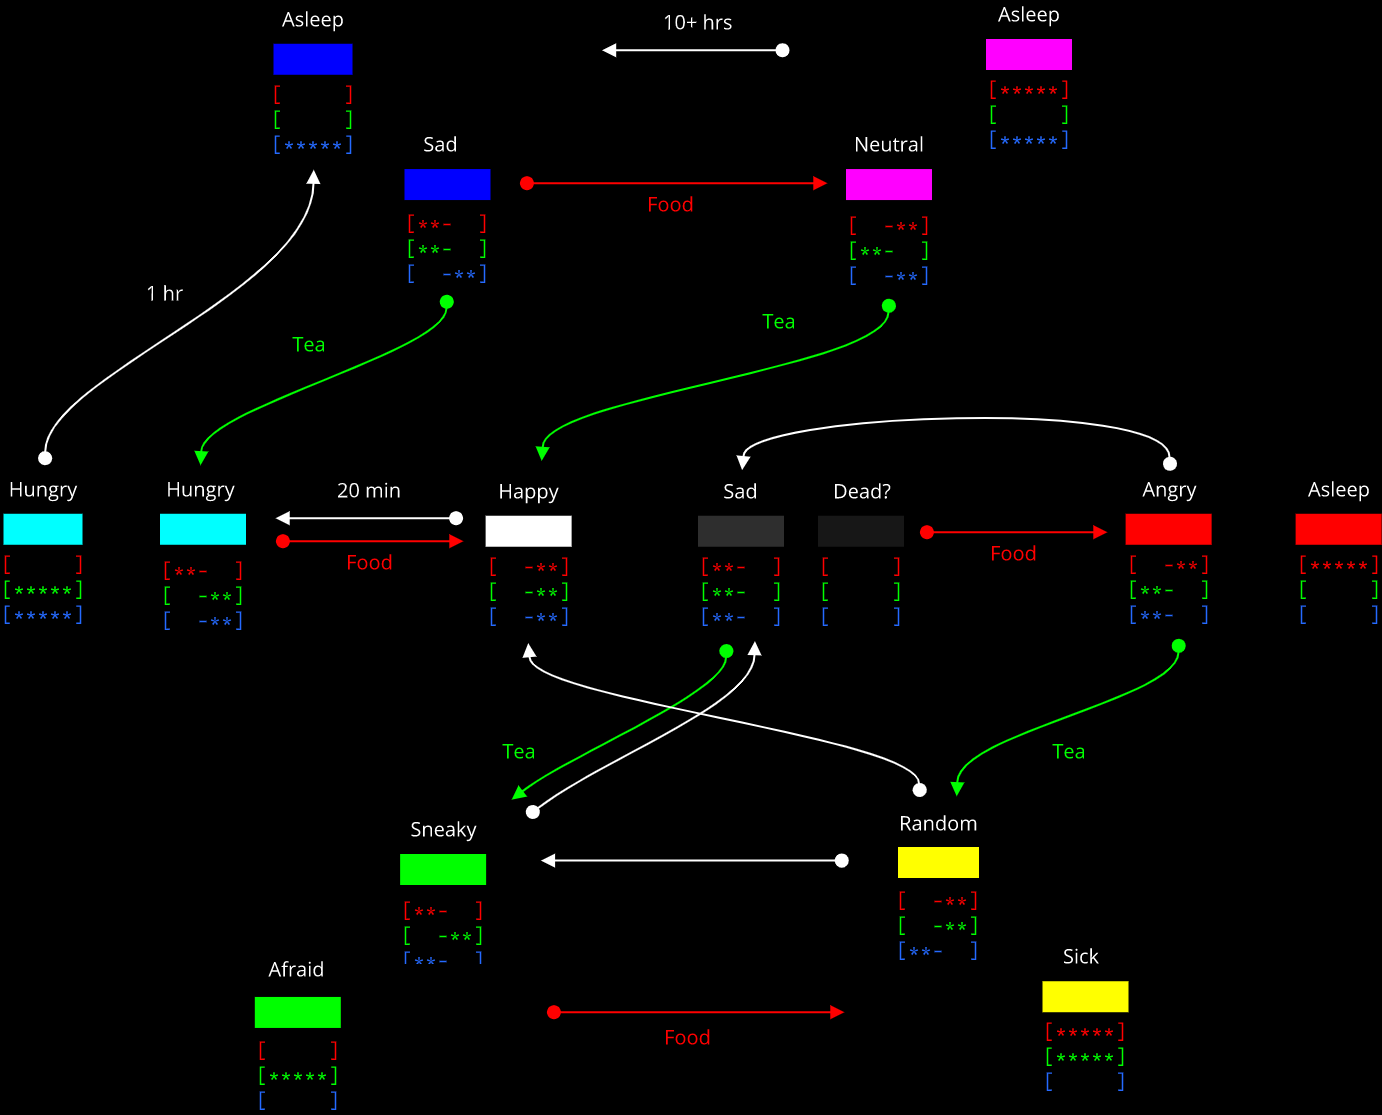 Asleep
10+ hrs
Asleep
[     ]
[     ]
[*****]
[*****]
[     ]
[*****]
Sad
Neutral
Food
[**-  ]
[**-  ]
[  -**]
[  -**]
[**-  ]
[  -**]
1 hr
Tea
Tea
Hungry
Hungry
20 min
Happy
Sad
Dead?
Angry
Asleep
Food
Food
[     ]
[*****]
[*****]
[**-  ]
[  -**]
[  -**]
[  -**]
[  -**]
[  -**]
[**-  ]
[**-  ]
[**-  ]
[     ]
[     ]
[     ]
[  -**]
[**-  ]
[**-  ]
[*****]
[     ]
[     ]
Tea
Tea
Sneaky
Random
[**-  ]
[  -**]
[**-  ]
[  -**]
[  -**]
[**-  ]
Afraid
Sick
Food
[     ]
[*****]
[     ]
[*****]
[*****]
[     ]